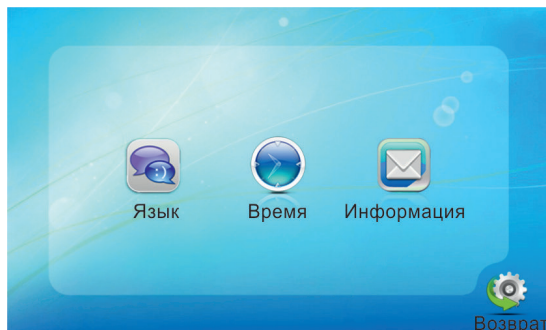 Язык Время Информация
Возврат